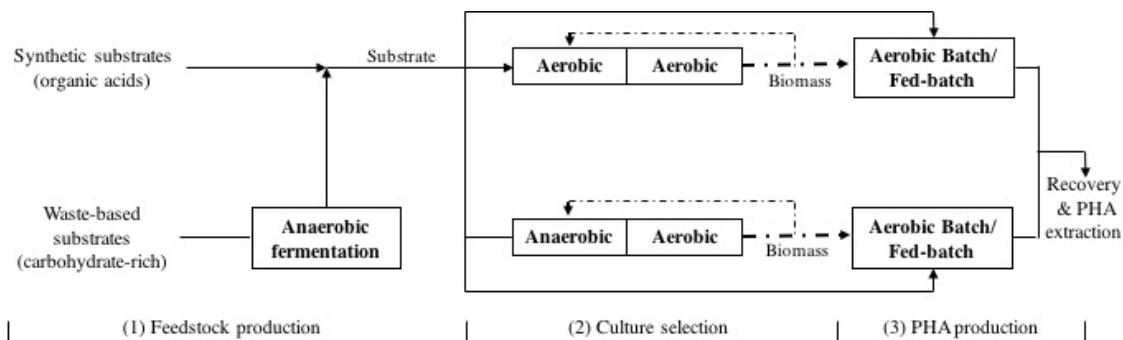 Synthetic substrates
(organic acids)
Substrate
Aerobic
Aerobic
Biomass
Aerobic Batch/
Fed-batch
Waste-based
substrates
(carbohydrate-rich)
Anaerobic
fermentation
Anaerobic
Aerobic
Biomass
Aerobic Batch/
Fed-batch
Recovery
& PHA
extraction
(1) Feedstock production
(2) Culture selection
(3) PHA production